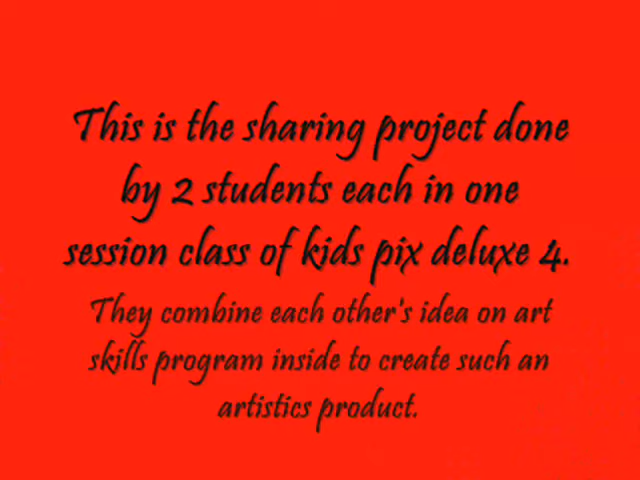 This is the sharing project done
by 2 students each in one
session class of kids pix deluxe 4.
They combine each other's idea on art
skills program inside to create such an
artistics product.